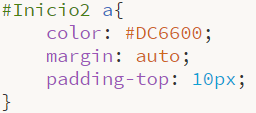 #Inicio2 a{
    color: #DC6600;
    margin: auto;
    padding-top: 10px;
}